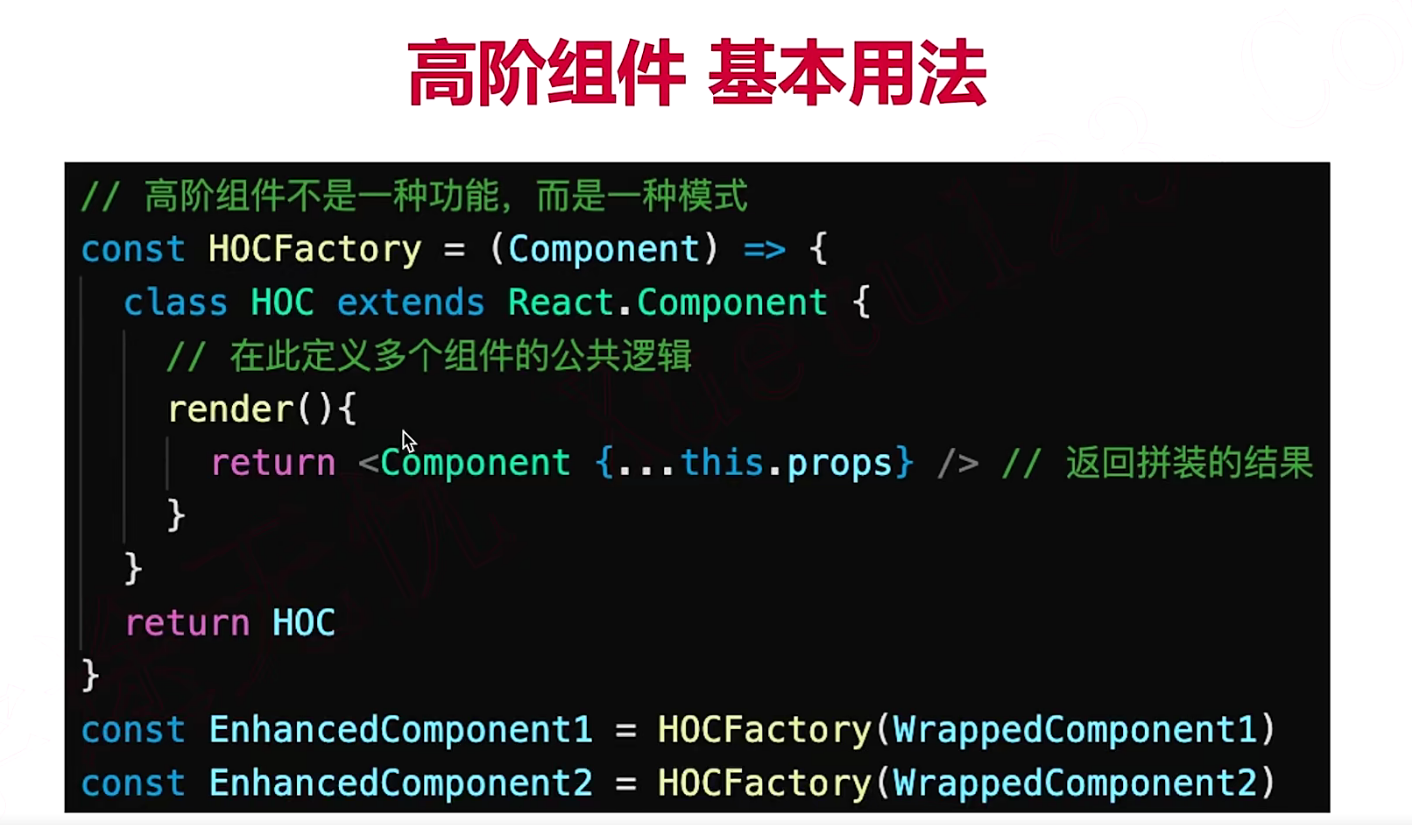 高阶组件 基本用法
// 高阶组件不是一种功能，而是一种模式
const HOCFactory = (Component) => {
class HOC extends React.Component {
// 在此定义多个组件的公共逻辑
render(){
return <Component {...this.props} /> // 返回拼装的结果
}
}
return HOC
}
const EnhancedComponent1 = HOCFactory(WrappedComponent1)
const EnhancedComponent2 = HOCFactory(WrappedComponent2)